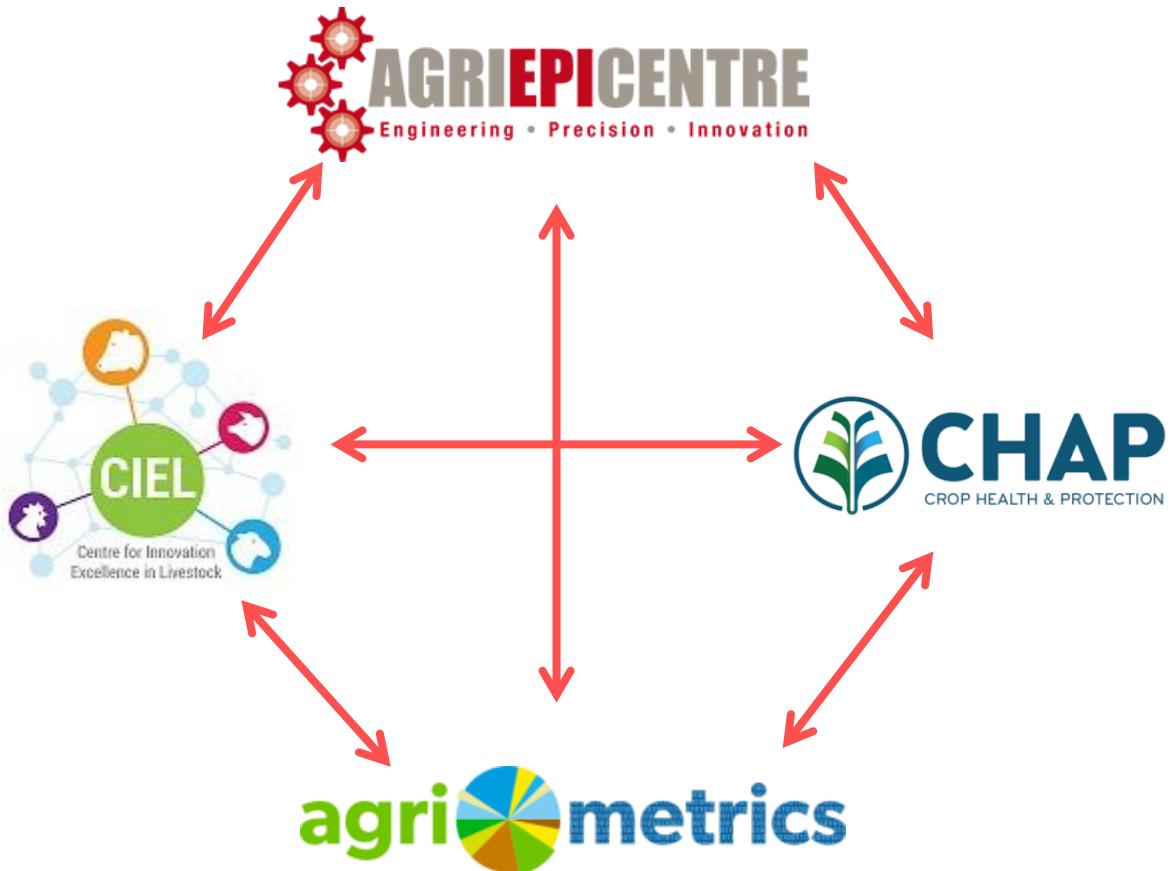 AGRIEPICENTRE
Engineering • Precision • Innovation
CIEL
Centre for Innovation
Excellence in Livestock
CHAP
CROP HEALTH & PROTECTION
agrimetrics